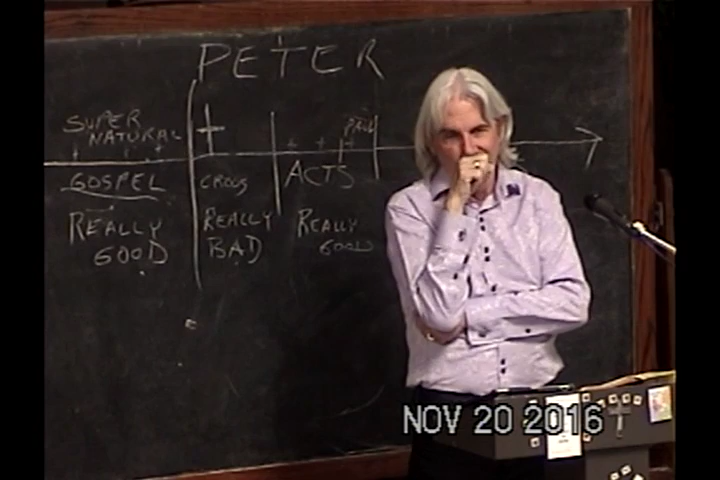 PETER
SUPER
NATURAL
GOSPEL
CROSS
ACTS
REALLY
GOOD
REALLY
BAD
REALLY
GOOD
NOV 20 2016